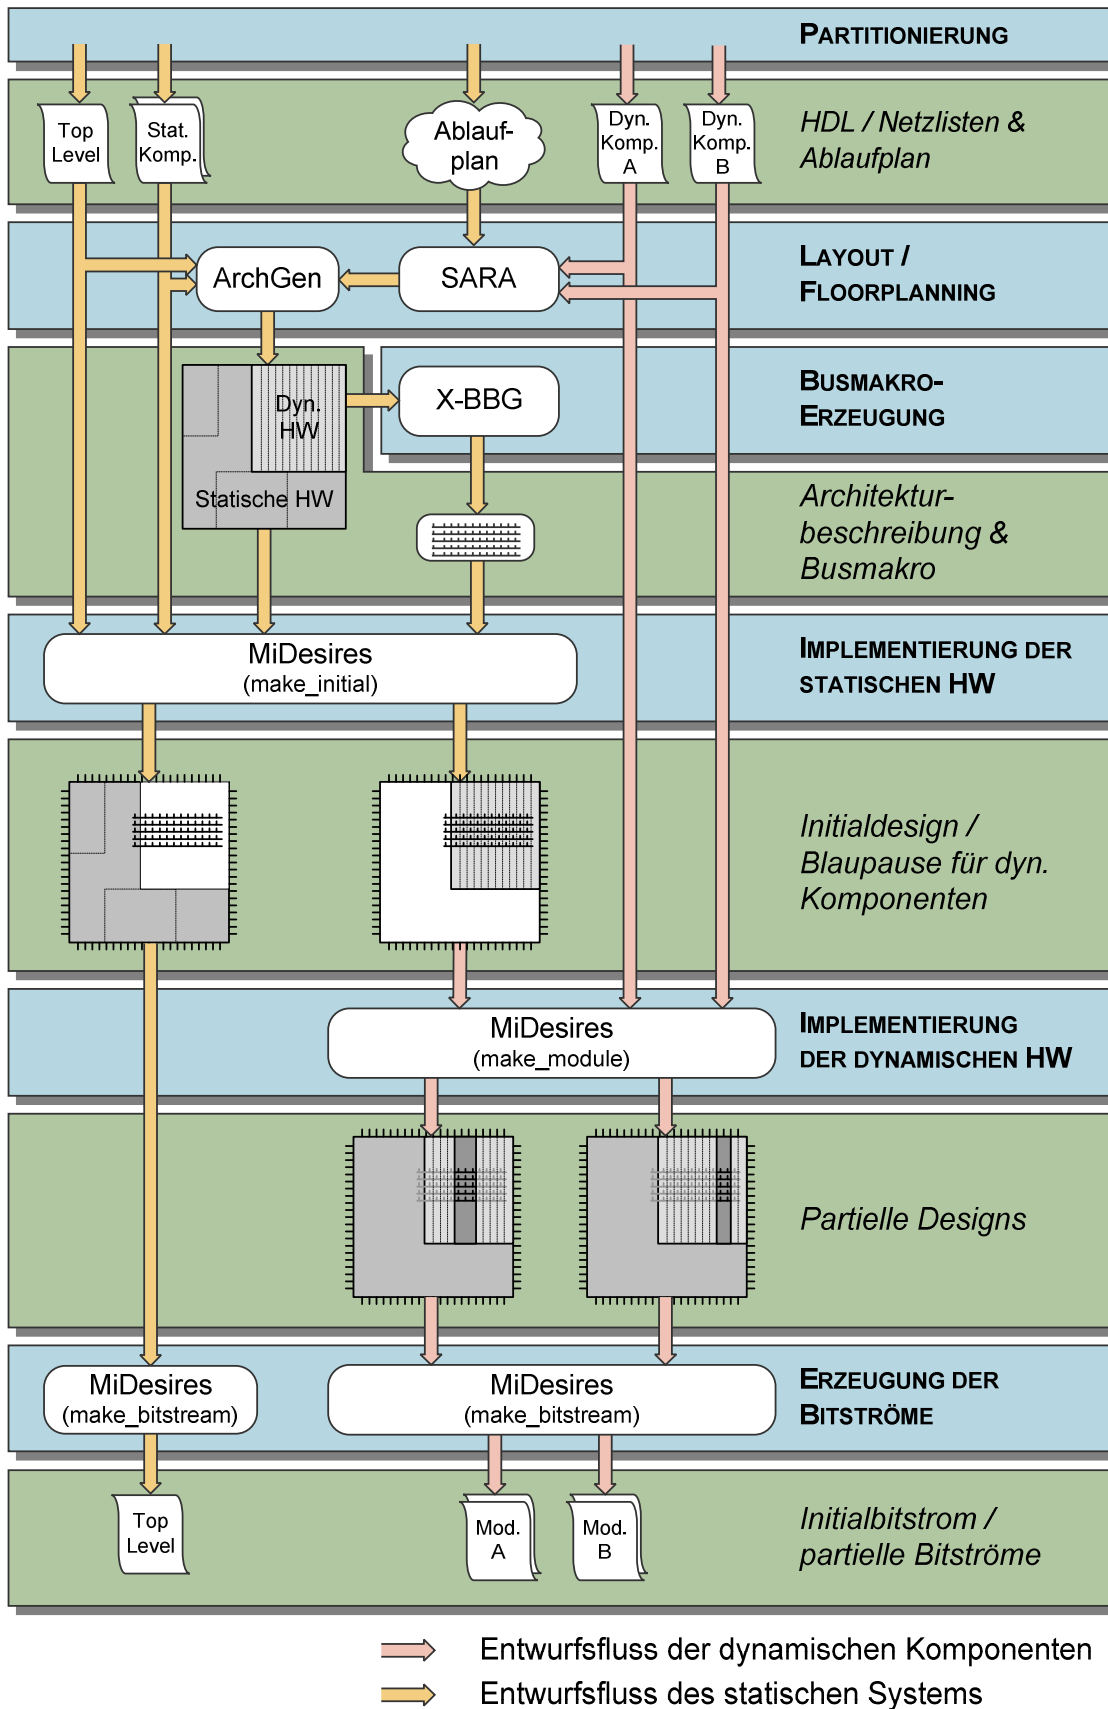 PARTITIONIERUNG
Top
Level
Stat.
Komp.
Ablauf-
plan
Dyn.
Komp.
A
Dyn.
Komp.
B
HDL / Netzlisten &
Ablaufplan
ArchGen
SARA
LAYOUT /
FLOORPLANNING
Dyn.
HW
Statische HW
X-BBG
BUSMAKRO-
ERZEUGUNG
Architektur-
beschreibung &
Busmakro
MiDesires
(make_initial)
IMPLEMENTIERUNG DER
STATISCHEN HW
Initialdesign /
Blaupause für dyn.
Komponenten
MiDesires
(make_module)
IMPLEMENTIERUNG
DER DYNAMISCHEN HW
Partielle Designs
MiDesires
(make_bitstream)
MiDesires
(make_bitstream)
ERZEUGUNG DER
BITSTRÖME
Top
Level
Mod.
A
Mod.
B
Initialbitstrom /
partielle Bitströme
Entwurfsfluss der dynamischen Komponenten
Entwurfsfluss des statischen Systems